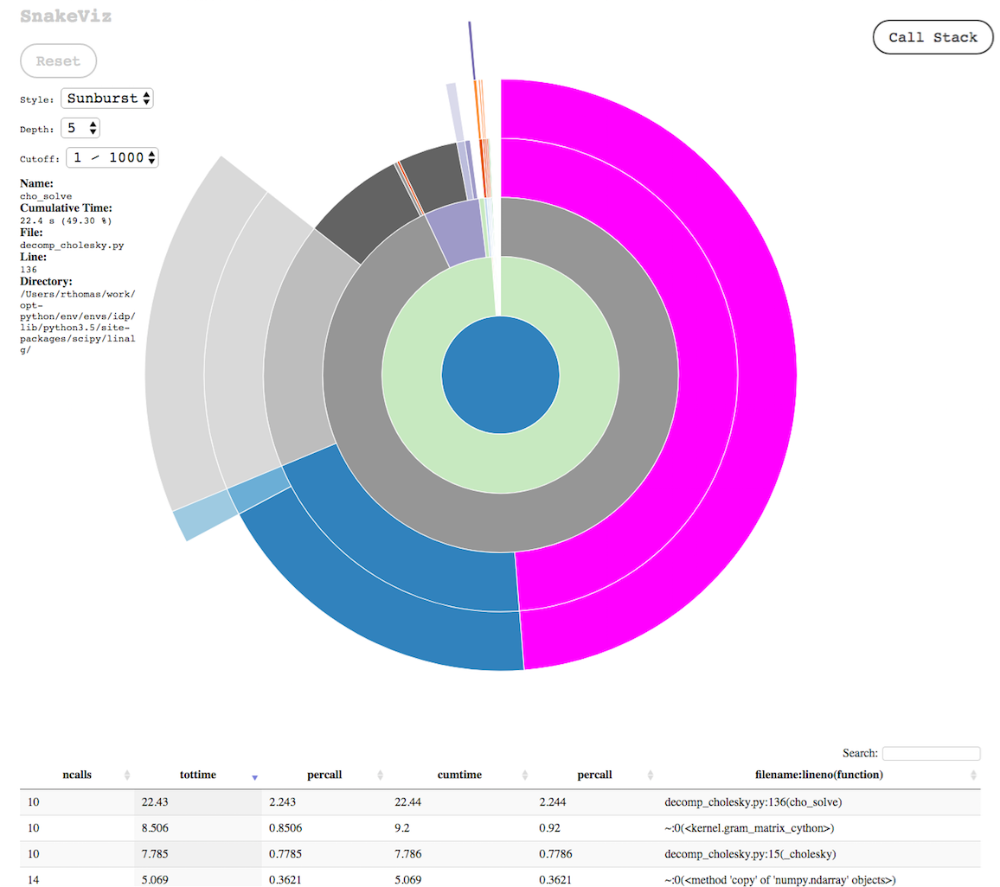 SnakeViz
Call Stack
Reset
Style: Sunburst
Depth: 5
Cutoff: 1 / 1000
Name:
cho_solve
Cumulative Time:
22.4 s (49.30 %)
File:
decomp_cholesky.py
Line:
136
Directory:
/Users/rthomas/work/
opt-
python/env/envs/idp/
lib/python3.5/site-
packages/scipy/linal
g/
Search:
ncalls tottime percall cumtime percall filename:lineno(function)
10 22.43 2.243 22.44 2.244 decomp_cholesky.py:136(cho_solve)
10 8.506 0.8506 9.2 0.92 ~:0(<kernel.gram_matrix_cython>)
10 7.785 0.7785 7.786 0.7786 decomp_cholesky.py:15(_cholesky)
14 5.069 0.3621 5.069 0.3621 ~:0(<method 'copy' of 'numpy.ndarray' objects>)